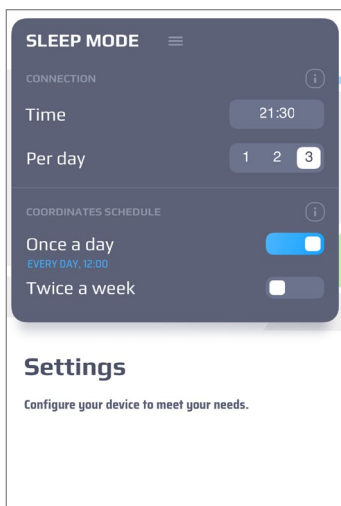 SLEEP MODE
CONNECTION
i
Time
21:30
Per day
1 2 3
COORDINATES SCHEDULE
i
Once a day
EVERY DAY, 12:00
Twice a week
Settings
Configure your device to meet your needs.